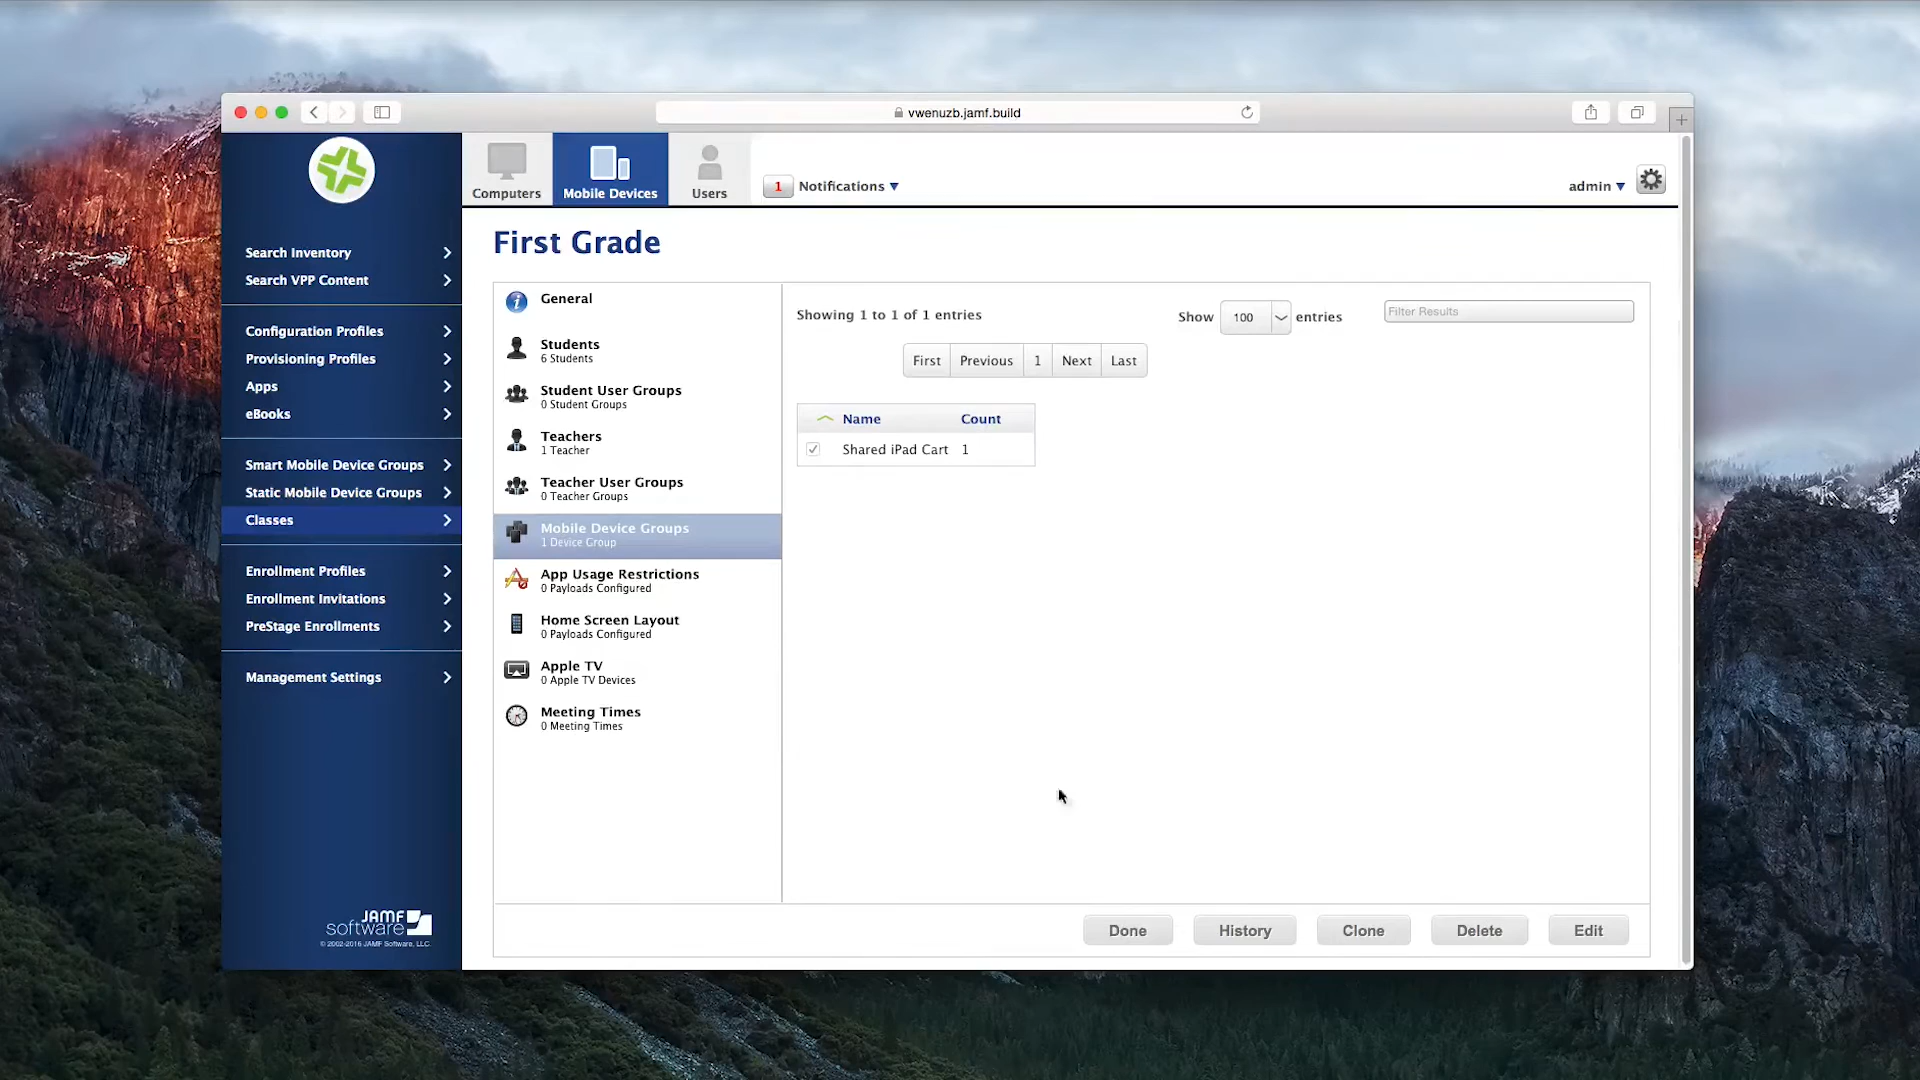 vwenuzb.jamf.build
Computers
Mobile Devices
Users
1 Notifications
admin
Search Inventory
Search VPP Content
Configuration Profiles
Provisioning Profiles
Apps
eBooks
Smart Mobile Device Groups
Static Mobile Device Groups
Classes
Enrollment Profiles
Enrollment Invitations
PreStage Enrollments
Management Settings
JAMF
software
© 2002-2016 JAMF Software, LLC.
First Grade
General
Students
6 Students
Student User Groups
0 Student Groups
Teachers
1 Teacher
Teacher User Groups
0 Teacher Groups
Mobile Device Groups
1 Device Group
App Usage Restrictions
0 Payloads Configured
Home Screen Layout
0 Payloads Configured
Apple TV
0 Apple TV Devices
Meeting Times
0 Meeting Times
Showing 1 to 1 of 1 entries
Show 100 entries
Filter Results
First Previous 1 Next Last
Name Count
Shared iPad Cart 1
Done History Clone Delete Edit